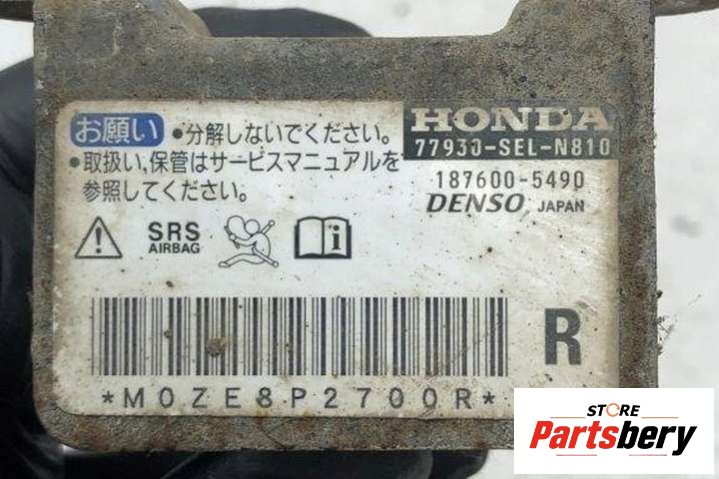 お願い •分解しないでください。
•取扱い,保管はサービスマニュアルを
参照してください。
HONDA
77930-SEL-N810
187600-5490
DENSO JAPAN
SRS
AIRBAG
R
*M0ZE8P2700R*
STORE
Partsbery